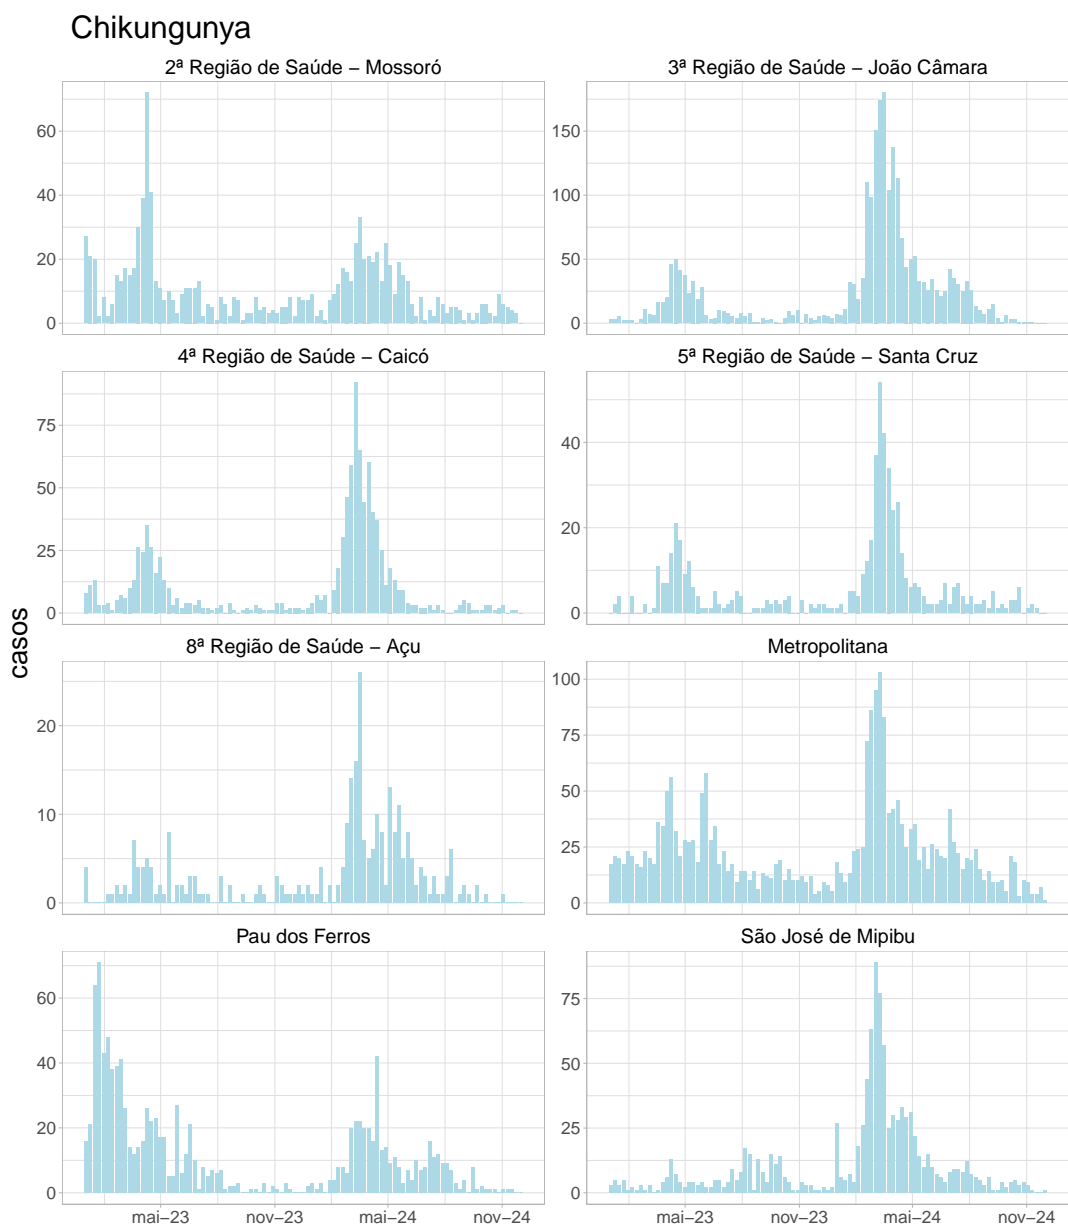 Chikungunya
2ª Região de Saúde − Mossoró
3ª Região de Saúde − João Câmara
60
40
20
0
150
100
50
0
4ª Região de Saúde − Caicó
5ª Região de Saúde − Santa Cruz
75
50
25
0
40
20
0
casos
8ª Região de Saúde − Açu
Metropolitana
20
10
0
100
75
50
25
0
Pau dos Ferros
São José de Mipibu
60
40
20
0
75
50
25
0
mai−23 nov−23 mai−24 nov−24
mai−23 nov−23 mai−24 nov−24